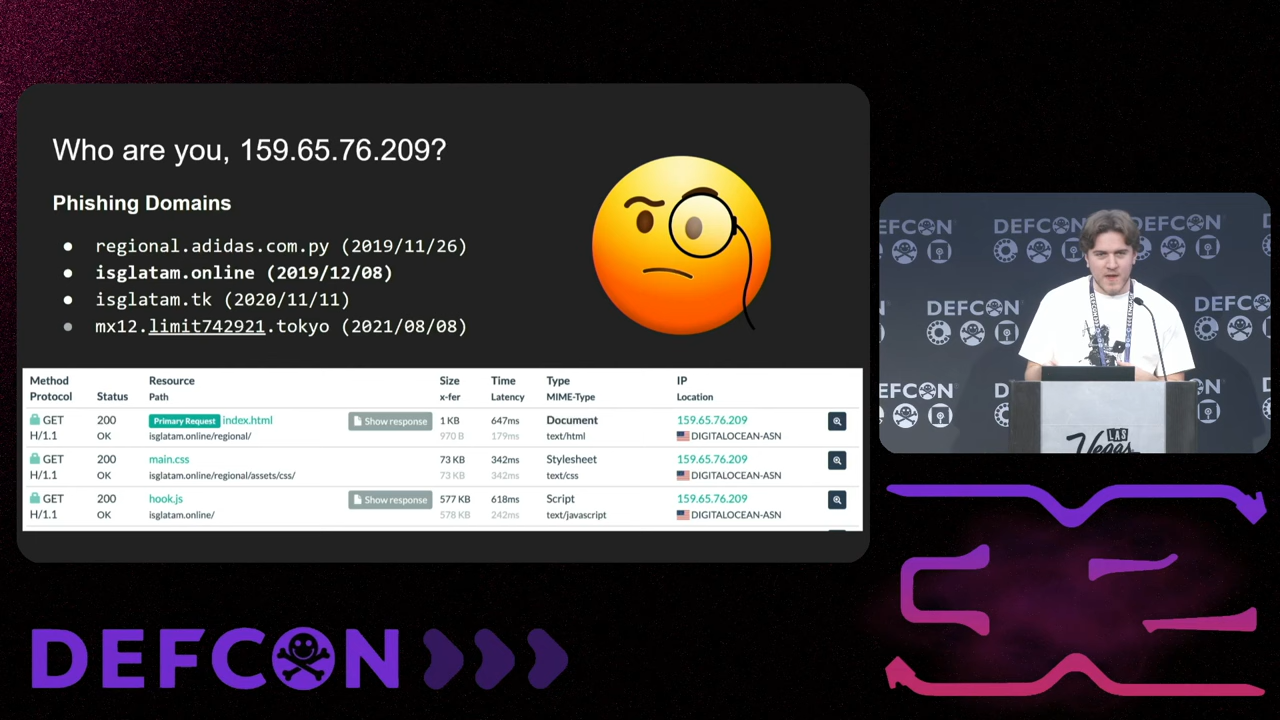 Who are you, 159.65.76.209?
Phishing Domains
● regional.adidas.com.py (2019/11/26)
● isglatam.online (2019/12/08)
● isglatam.tk (2020/11/11)
● mx12.limit742921.tokyo (2021/08/08)
Method Resource Size Time Type IP
Protocol Status Path x-fer Latency MIME-Type Location
GET 200 Primary Request index.html Show response 1 KB 647ms Document 159.65.76.209
H/1.1 OK isglatam.online/regional/ 970 B 179ms text/html DIGITALOCEAN-ASN
GET 200 main.css 73 KB 342ms Stylesheet 159.65.76.209
H/1.1 OK isglatam.online/regional/assets/css/ 73 KB 342ms text/css DIGITALOCEAN-ASN
GET 200 hook.js Show response 577 KB 618ms Script 159.65.76.209
H/1.1 OK isglatam.online/ 578 KB 242ms text/javascript DIGITALOCEAN-ASN
EFCON DEFCON DEFCON
DEFCON DEFCO
EFCON DEFCO
LAS
Vegas
DEFCON